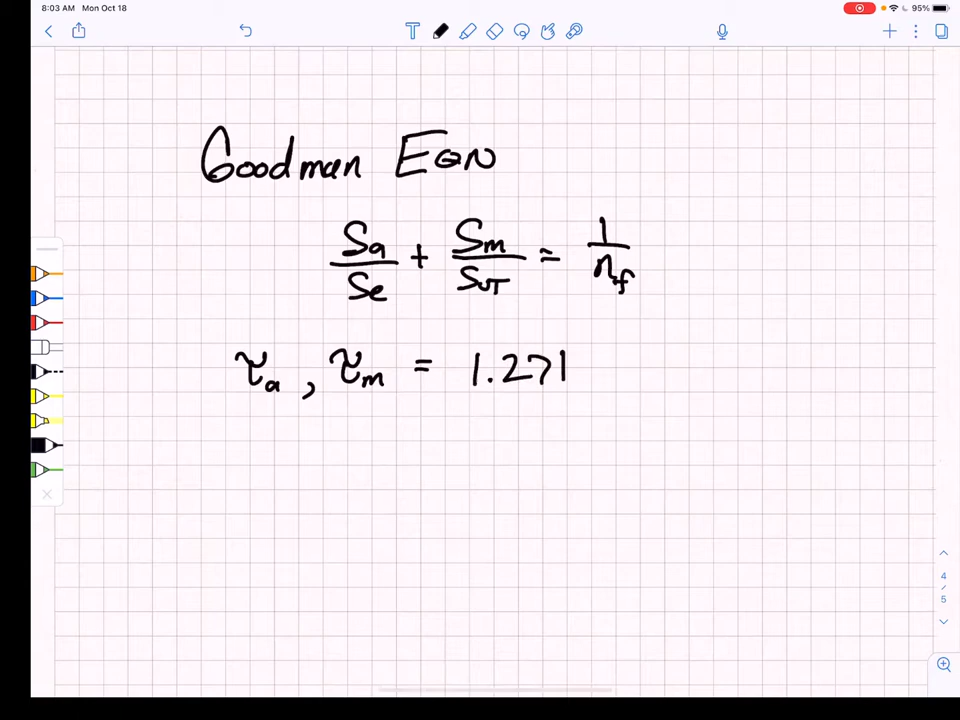 8:03 AM Mon Oct 18
95%
T
Goodman EQN
Sa/Se + Sm/SUT = 1/nf
τa, τm = 1.271
4
/
5